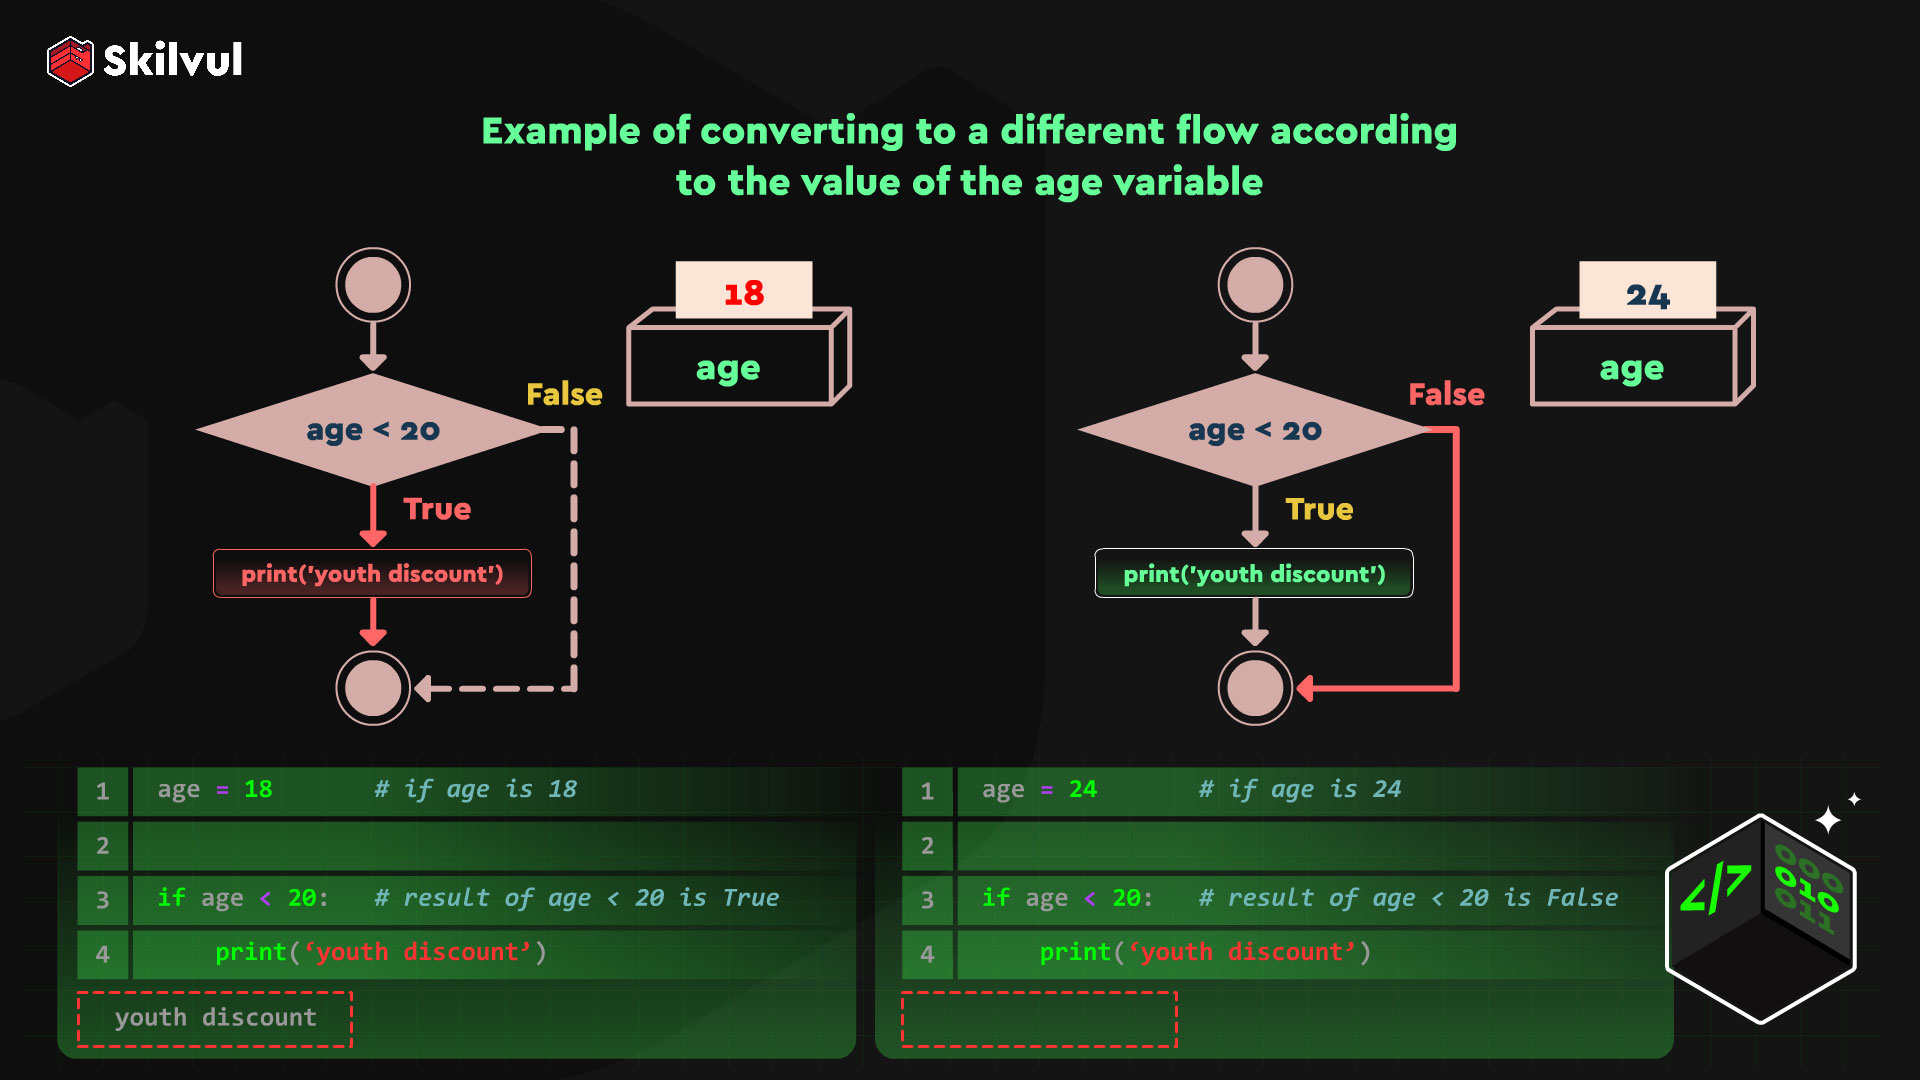 Skilvul
Example of converting to a different flow according
to the value of the age variable
18
age
age < 20
False
True
print('youth discount')
24
age
age < 20
False
True
print('youth discount')
1 age = 18 # if age is 18
2
3 if age < 20: # result of age < 20 is True
4 print(‘youth discount’)
youth discount
1 age = 24 # if age is 24
2
3 if age < 20: # result of age < 20 is False
4 print(‘youth discount’)
<//>
000
010
011